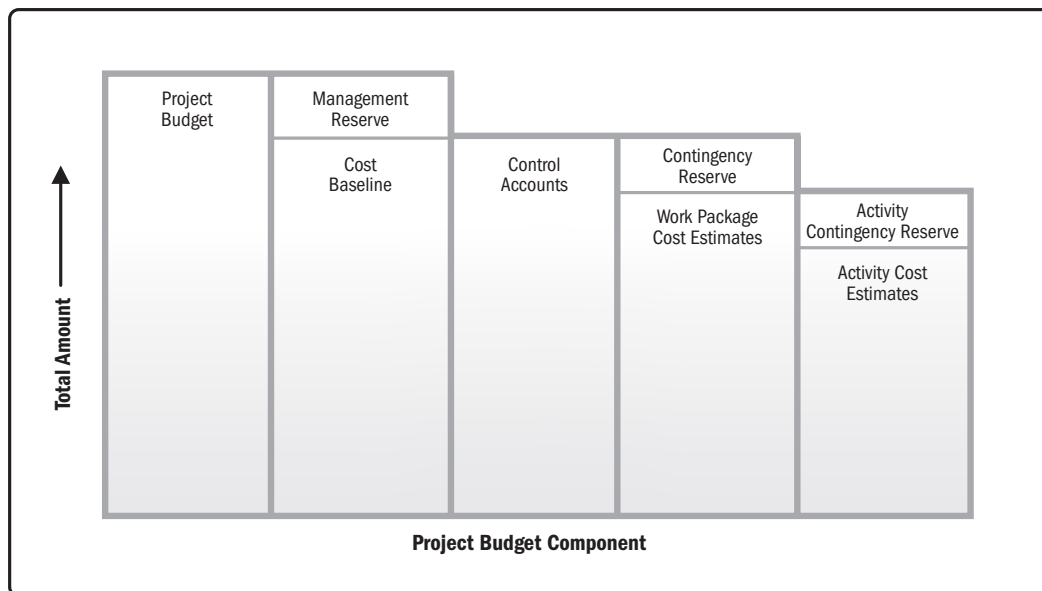 Project
Budget
Management
Reserve
Cost
Baseline
Control
Accounts
Contingency
Reserve
Work Package
Cost Estimates
Activity
Contingency Reserve
Activity Cost
Estimates
Total Amount
Project Budget Component